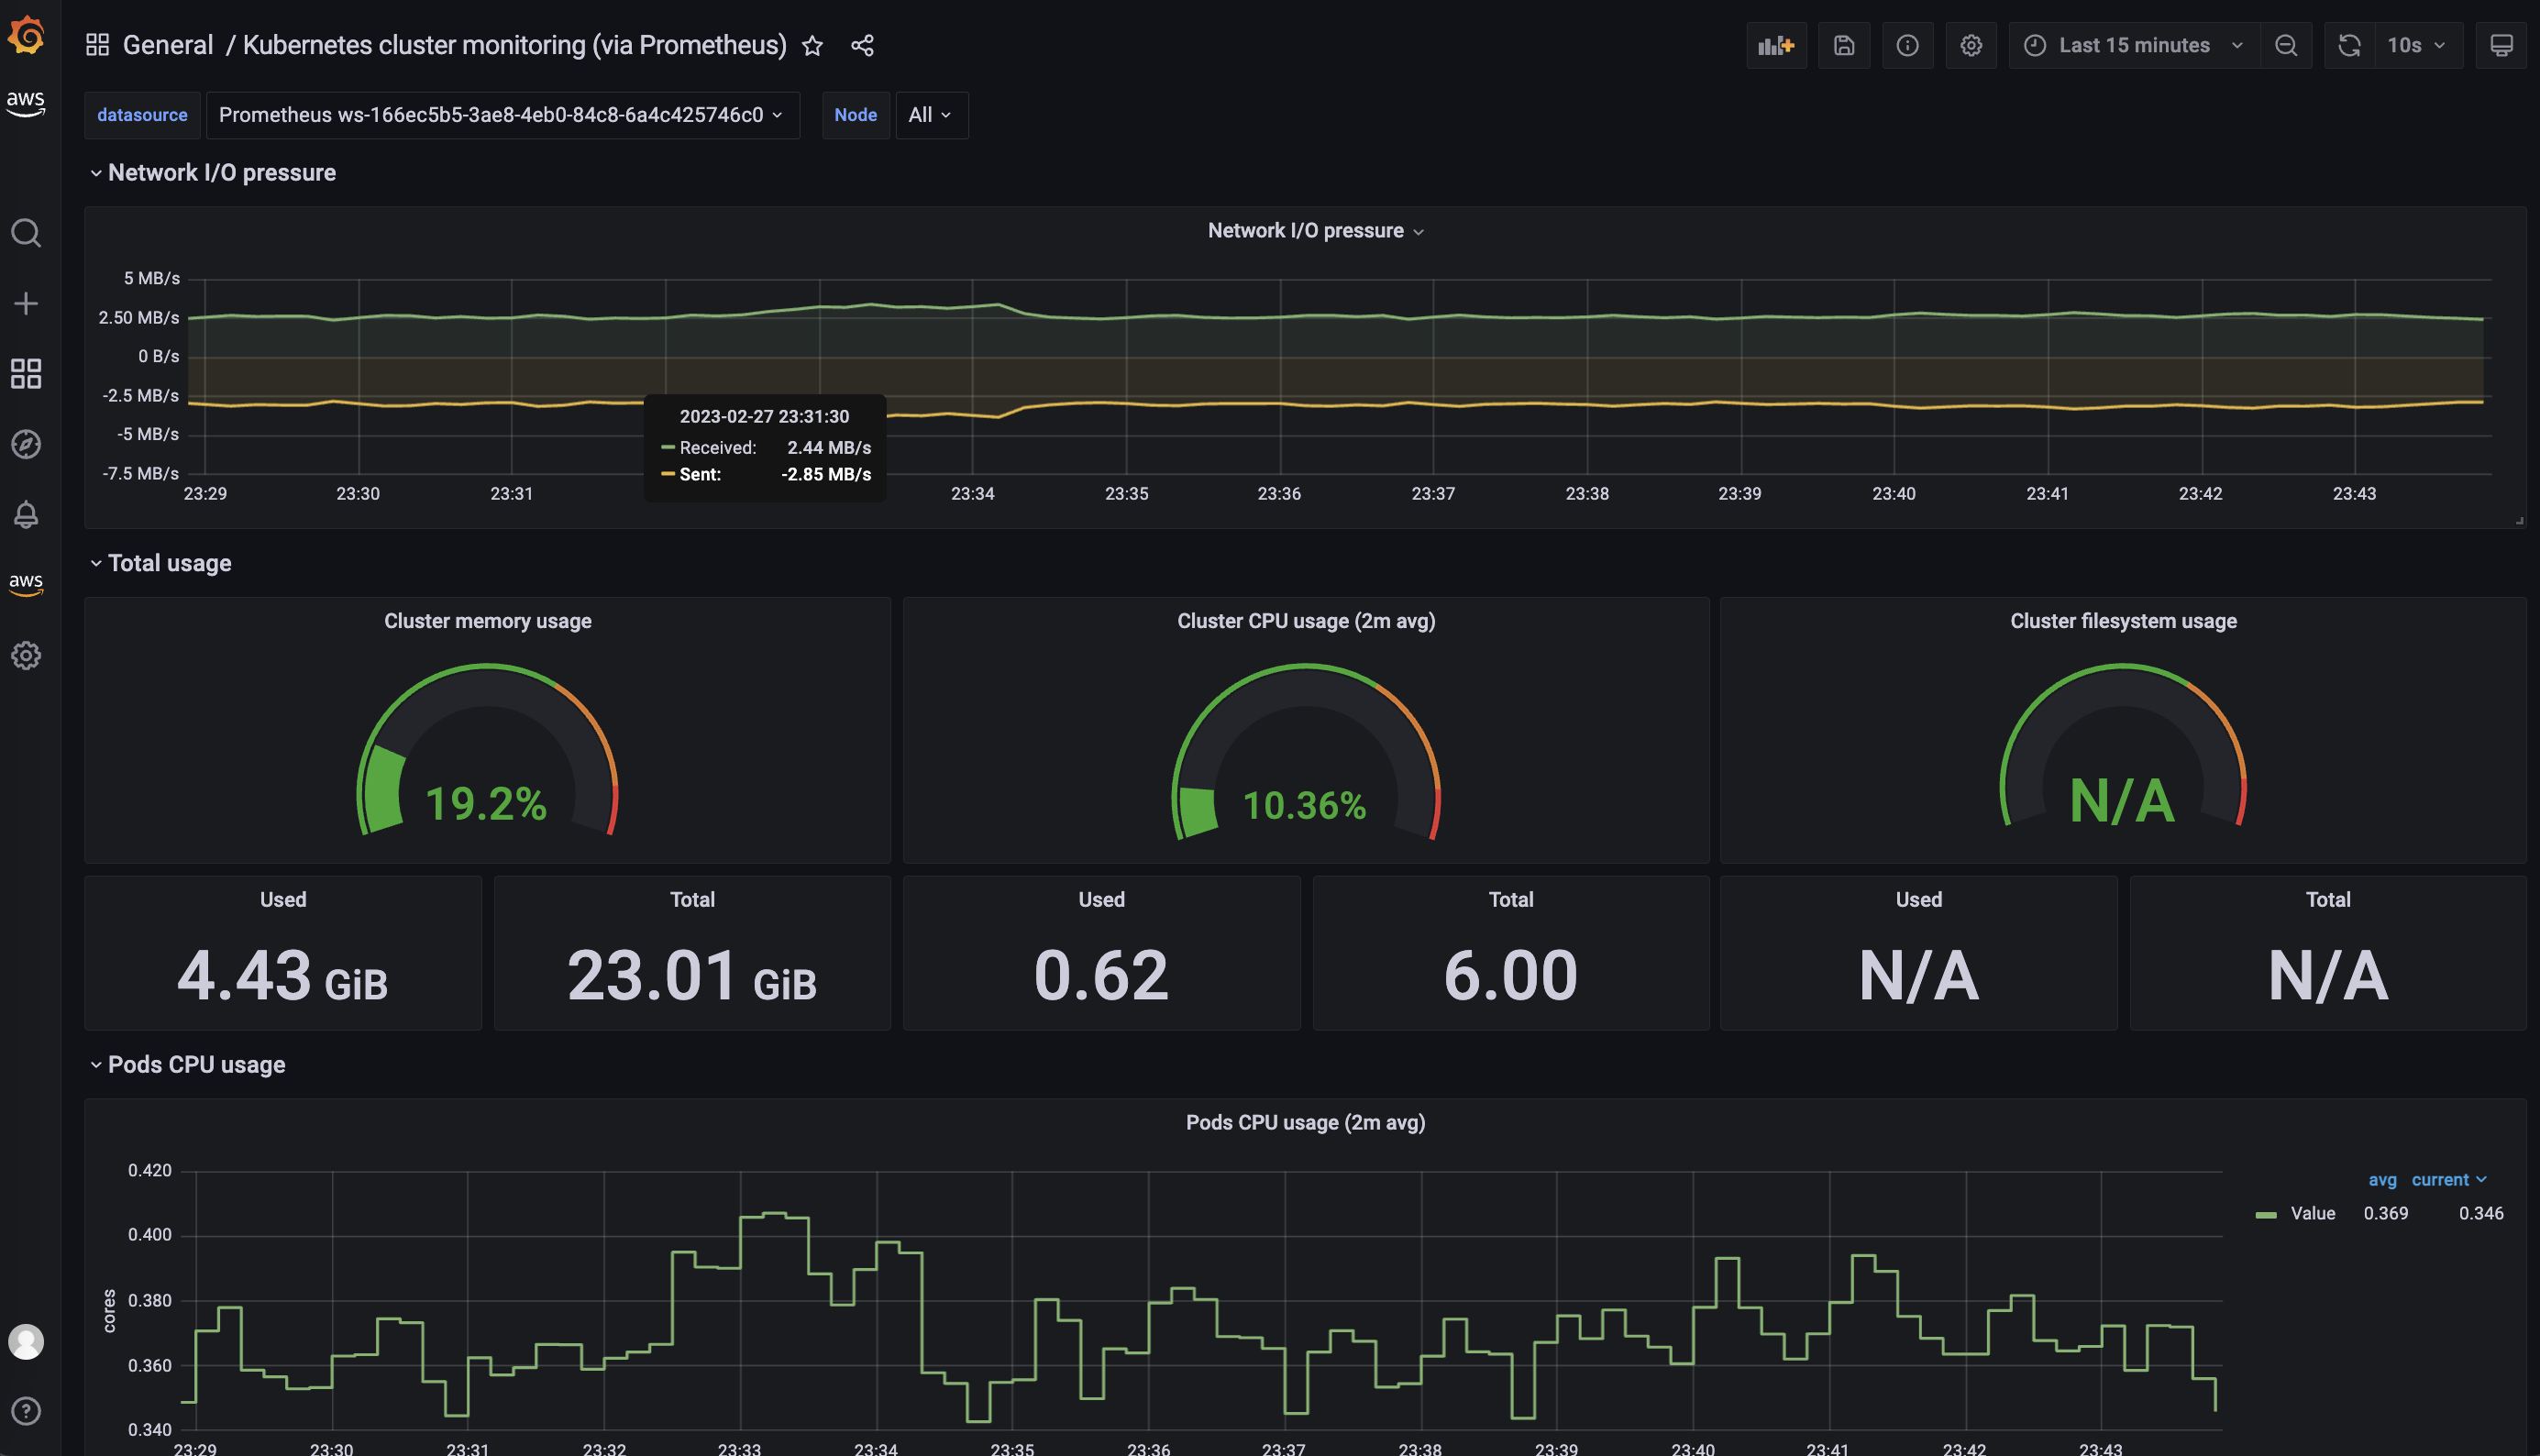 General / Kubernetes cluster monitoring (via Prometheus)
Last 15 minutes
10s
aws
datasource
Prometheus ws-166ec5b5-3ae8-4eb0-84c8-6a4c425746c0
Node
All
Network I/O pressure
Network I/O pressure
5 MB/s
2.50 MB/s
0 B/s
-2.5 MB/s
-5 MB/s
-7.5 MB/s
2023-02-27 23:31:30
Received: 2.44 MB/s
Sent: -2.85 MB/s
23:29 23:30 23:31 23:34 23:35 23:36 23:37 23:38 23:39 23:40 23:41 23:42 23:43
aws
Total usage
Cluster memory usage
19.2%
Cluster CPU usage (2m avg)
10.36%
Cluster filesystem usage
N/A
Used
4.43 GiB
Total
23.01 GiB
Used
0.62
Total
6.00
Used
N/A
Total
N/A
Pods CPU usage
Pods CPU usage (2m avg)
cores
0.420
0.400
0.380
0.360
0.340
23:29 23:30 23:31 23:32 23:33 23:34 23:35 23:36 23:37 23:38 23:39 23:40 23:41 23:42 23:43
avg current
Value 0.369 0.346